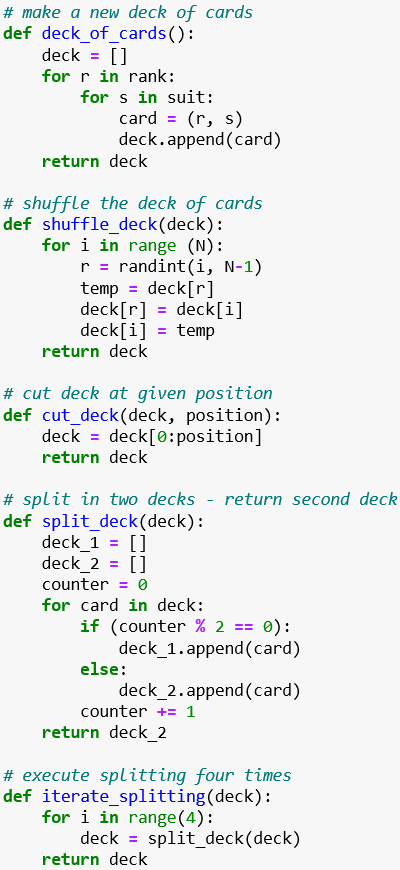 # make a new deck of cards
def deck_of_cards():
    deck = []
    for r in rank:
        for s in suit:
            card = (r, s)
            deck.append(card)
    return deck

# shuffle the deck of cards
def shuffle_deck(deck):
    for i in range (N):
        r = randint(i, N-1)
        temp = deck[r]
        deck[r] = deck[i]
        deck[i] = temp
    return deck

# cut deck at given position
def cut_deck(deck, position):
    deck = deck[0:position]
    return deck

# split in two decks - return second deck
def split_deck(deck):
    deck_1 = []
    deck_2 = []
    counter = 0
    for card in deck:
        if (counter % 2 == 0):
            deck_1.append(card)
        else:
            deck_2.append(card)
        counter += 1
    return deck_2

# execute splitting four times
def iterate_splitting(deck):
    for i in range(4):
        deck = split_deck(deck)
    return deck